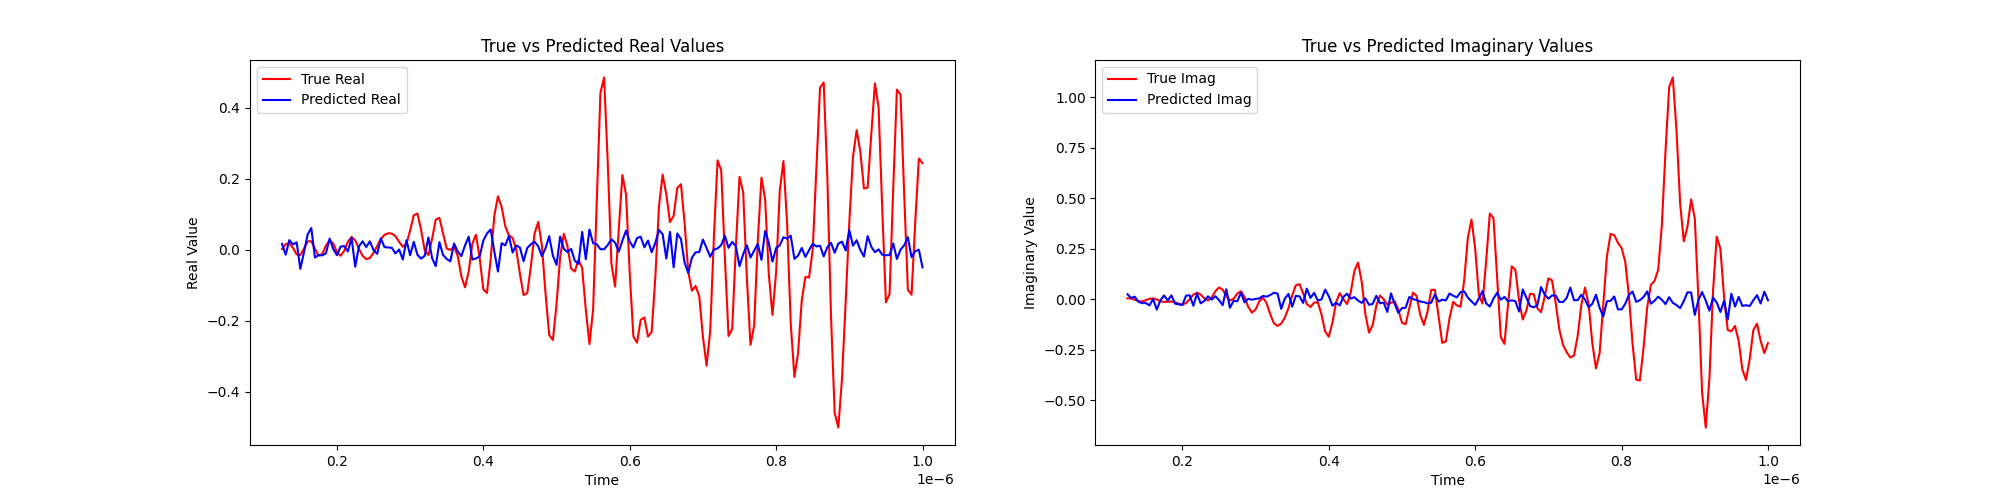 True vs Predicted Real Values
True Real
Predicted Real
Real Value
0.4
0.2
0.0
−0.2
−0.4
0.2
0.4
0.6
0.8
1.0
Time
1e−6
True vs Predicted Imaginary Values
True Imag
Predicted Imag
Imaginary Value
1.00
0.75
0.50
0.25
0.00
−0.25
−0.50
0.2
0.4
0.6
0.8
1.0
Time
1e−6